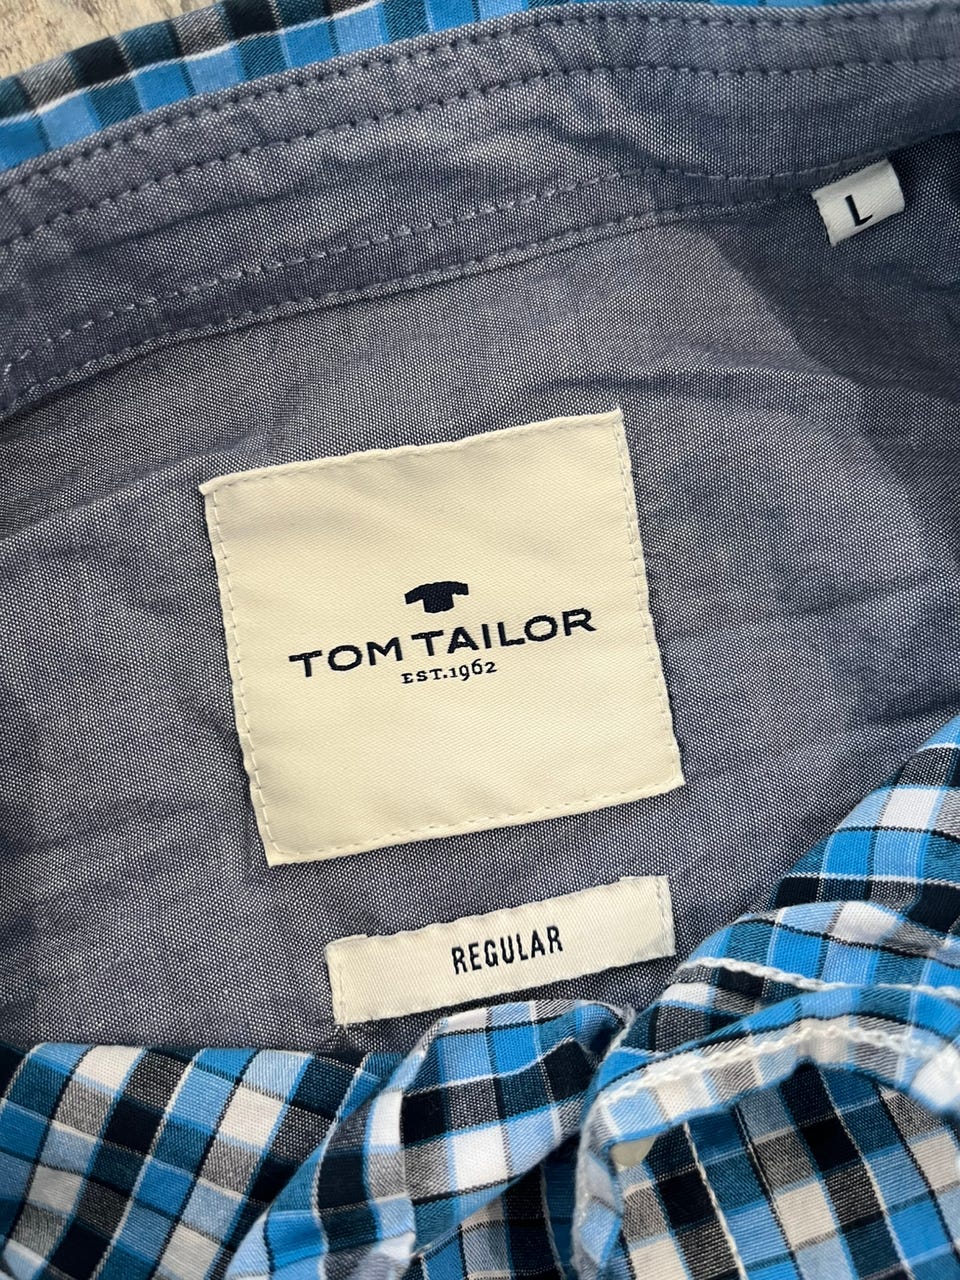 L
TOM TAILOR
EST.1962
REGULAR